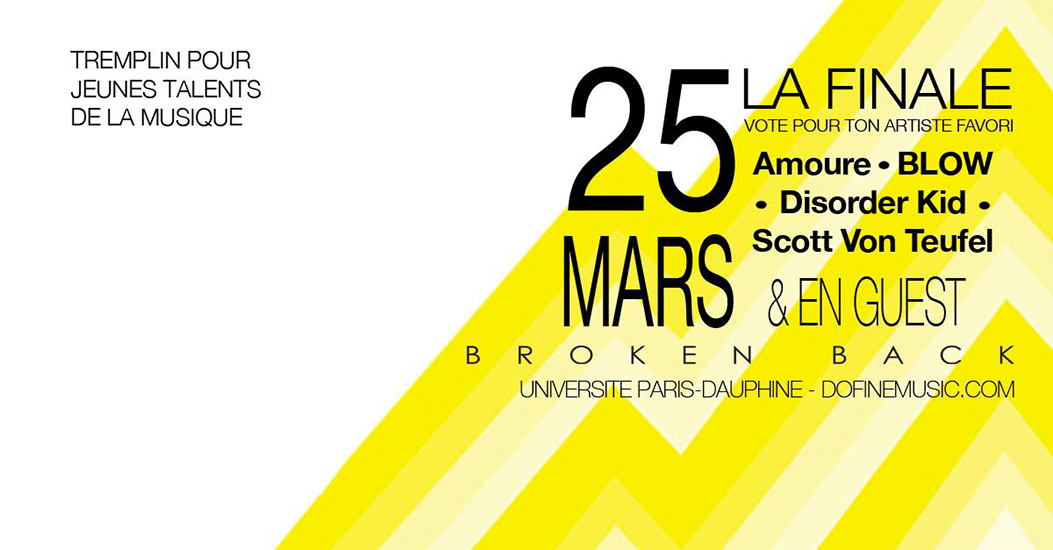 TREMPLIN POUR
JEUNES TALENTS
DE LA MUSIQUE
25
MARS
LA FINALE
VOTE POUR TON ARTISTE FAVORI
Amoure • BLOW
• Disorder Kid •
Scott Von Teufel
& EN GUEST
BROKEN BACK
UNIVERSITE PARIS-DAUPHINE - DOFINEMUSIC.COM